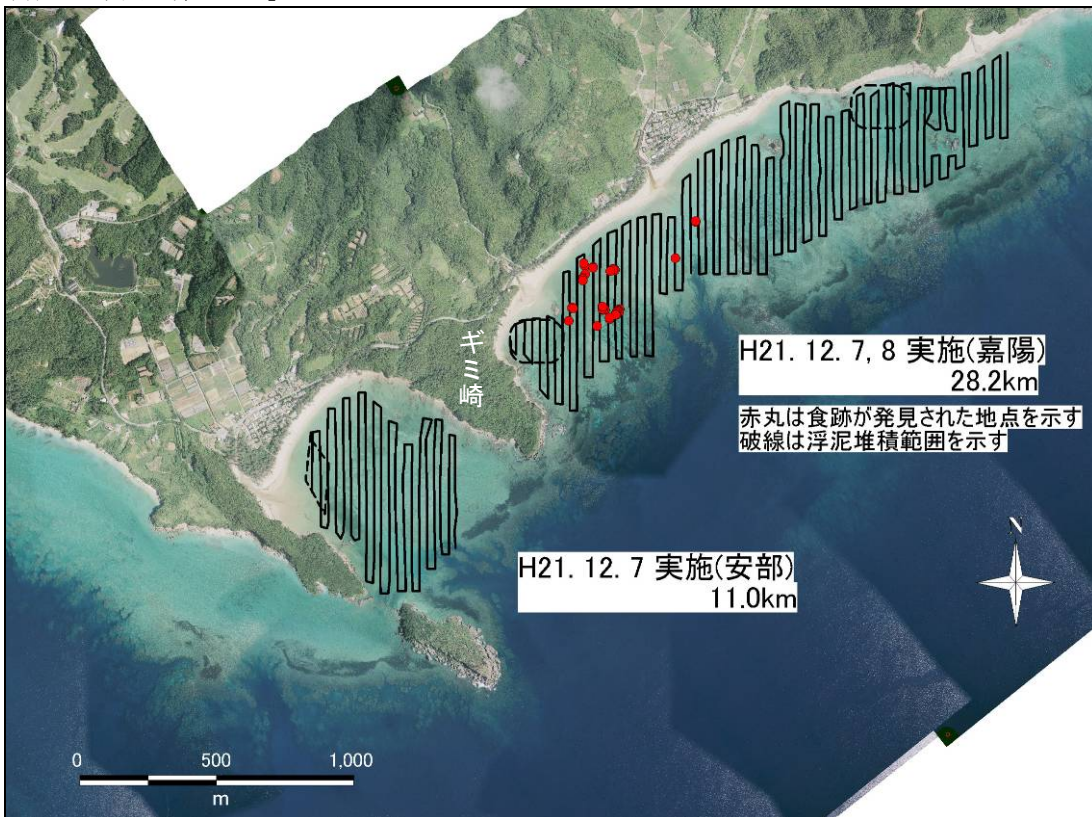 ギミ崎
H21. 12. 7, 8 実施(嘉陽)
28.2km
赤丸は食跡が発見された地点を示す
破線は浮泥堆積範囲を示す
H21. 12. 7 実施(安部)
11.0km
N
0 500 1,000
m